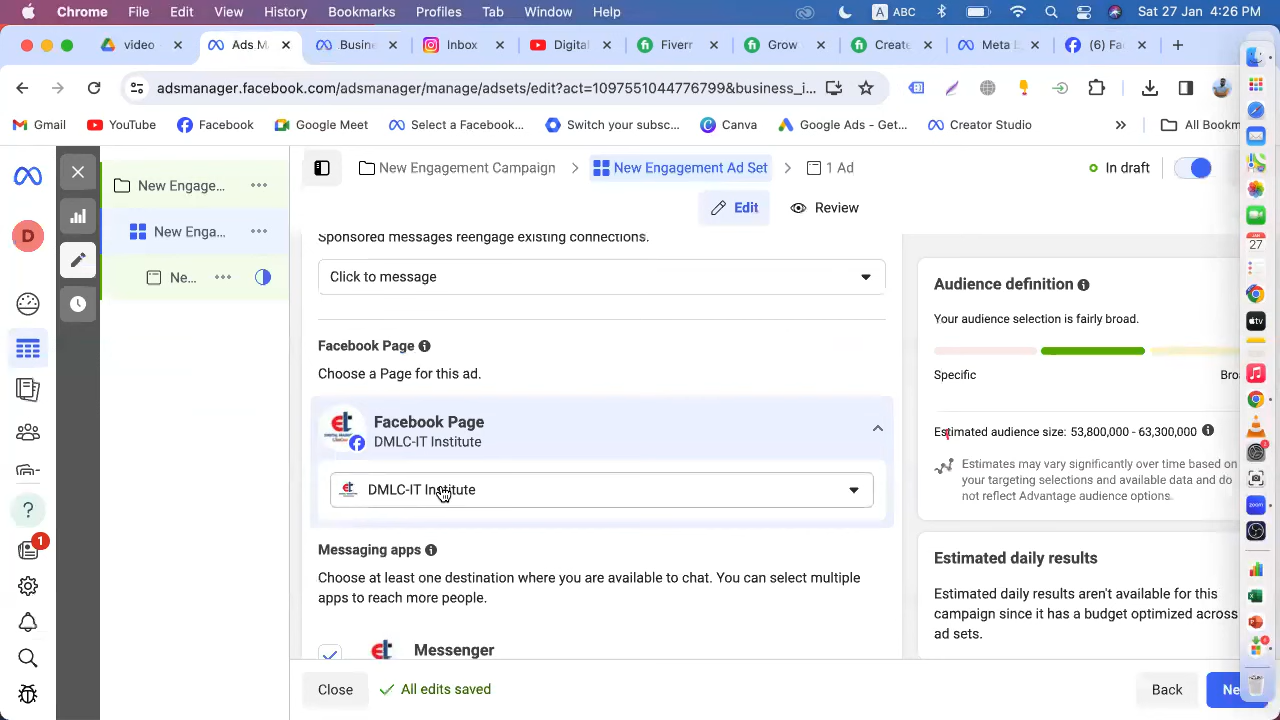 Chrome File Edit View History Bookmarks Profiles Tab Window Help A ABC Sat 27 Jan 4:26 PM
video Ads M Busine Inbox Digital Fiverr Grow Create Meta (6) Fac
adsmanager.facebook.com/adsmanager/manage/adsets/edit?act=1097551044776799&business_i...
Gmail YouTube Facebook Google Meet Select a Facebook... Switch your subsc... Canva Google Ads - Get... Creator Studio » All Bookm
New Engage... ••• New Engagement Campaign New Engagement Ad Set 1 Ad In draft
D New Enga... ••• Edit Review
Ne... •••
Sponsored messages reengage existing connections.
Click to message
Facebook Page
Choose a Page for this ad.
Facebook Page
DMLC-IT Institute
DMLC-IT Institute
Messaging apps
Choose at least one destination where you are available to chat. You can select multiple
apps to reach more people.
Messenger
Close All edits saved Back Ne
Audience definition
Your audience selection is fairly broad.
Specific Bro
Estimated audience size: 53,800,000 - 63,300,000
Estimates may vary significantly over time based on
your targeting selections and available data and do
not reflect Advantage audience options.
Estimated daily results
Estimated daily results aren't available for this
campaign since it has a budget optimized across
ad sets.
1
JAN
27
tv
zoom